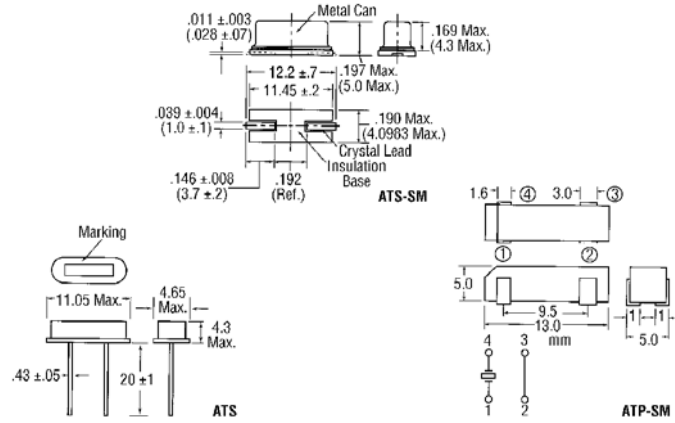 Metal Can
.011 ±.003
(.028 ±.07)
.169 Max.
(4.3 Max.)
12.2 ±.7
.197 Max.
(5.0 Max.)
11.45 ±.2
.039 ±.004
(1.0 ±.1)
.190 Max.
(4.0983 Max.)
Crystal Lead
Insulation
Base
.146 ±.008
(3.7 ±.2)
.192
(Ref.)
ATS-SM
1.6 ④ 3.0 ③
① ②
5.0
9.5
13.0
mm
1 1
5.0
4 3
1 2
ATP-SM
Marking
11.05 Max.
4.65
Max.
4.3
Max.
.43 ±.05
20 ±1
ATS